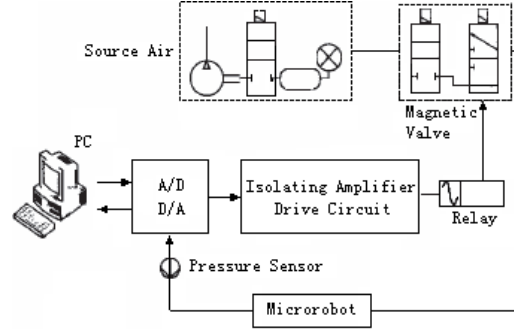 Source Air
Magnetic
Valve
PC
A/D
D/A
Isolating Amplifier
Drive Circuit
Relay
Pressure Sensor
Microrobot